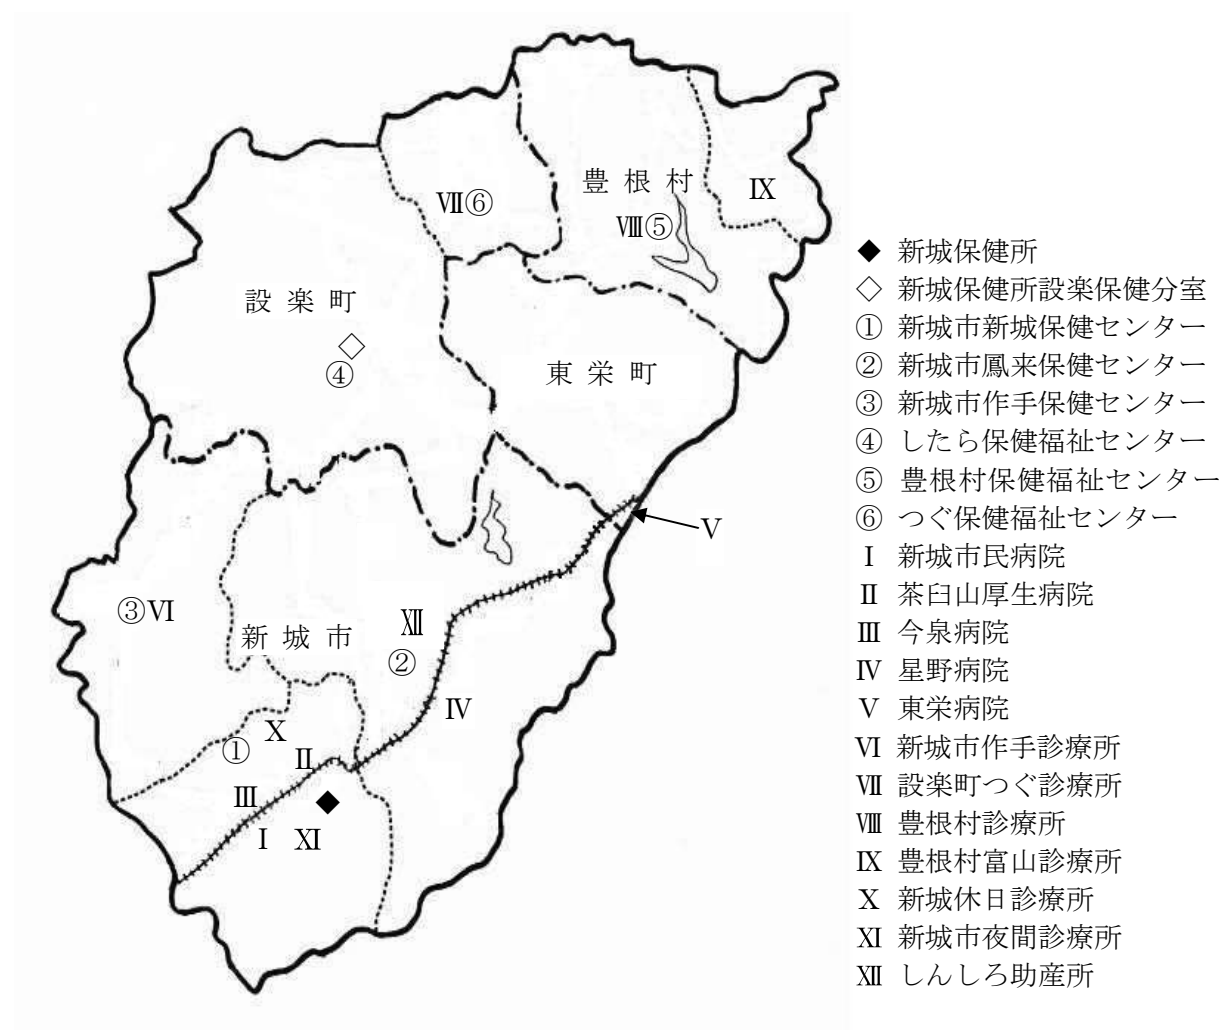 豊根村
Ⅸ
Ⅶ⑥
Ⅷ⑤
設楽町
◇
④
東栄町
Ⅴ
③Ⅵ
新城市
Ⅻ
②
Ⅳ
Ⅹ
①
Ⅱ
Ⅲ
◆
Ⅰ
Ⅺ
◆ 新城保健所
◇ 新城保健所設楽保健分室
① 新城市新城保健センター
② 新城市鳳来保健センター
③ 新城市作手保健センター
④ したら保健福祉センター
⑤ 豊根村保健福祉センター
⑥ つぐ保健福祉センター
Ⅰ 新城市民病院
Ⅱ 茶臼山厚生病院
Ⅲ 今泉病院
Ⅳ 星野病院
Ⅴ 東栄病院
Ⅵ 新城市作手診療所
Ⅶ 設楽町つぐ診療所
Ⅷ 豊根村診療所
Ⅸ 豊根村富山診療所
Ⅹ 新城休日診療所
Ⅺ 新城市夜間診療所
Ⅻ しんしろ助産所